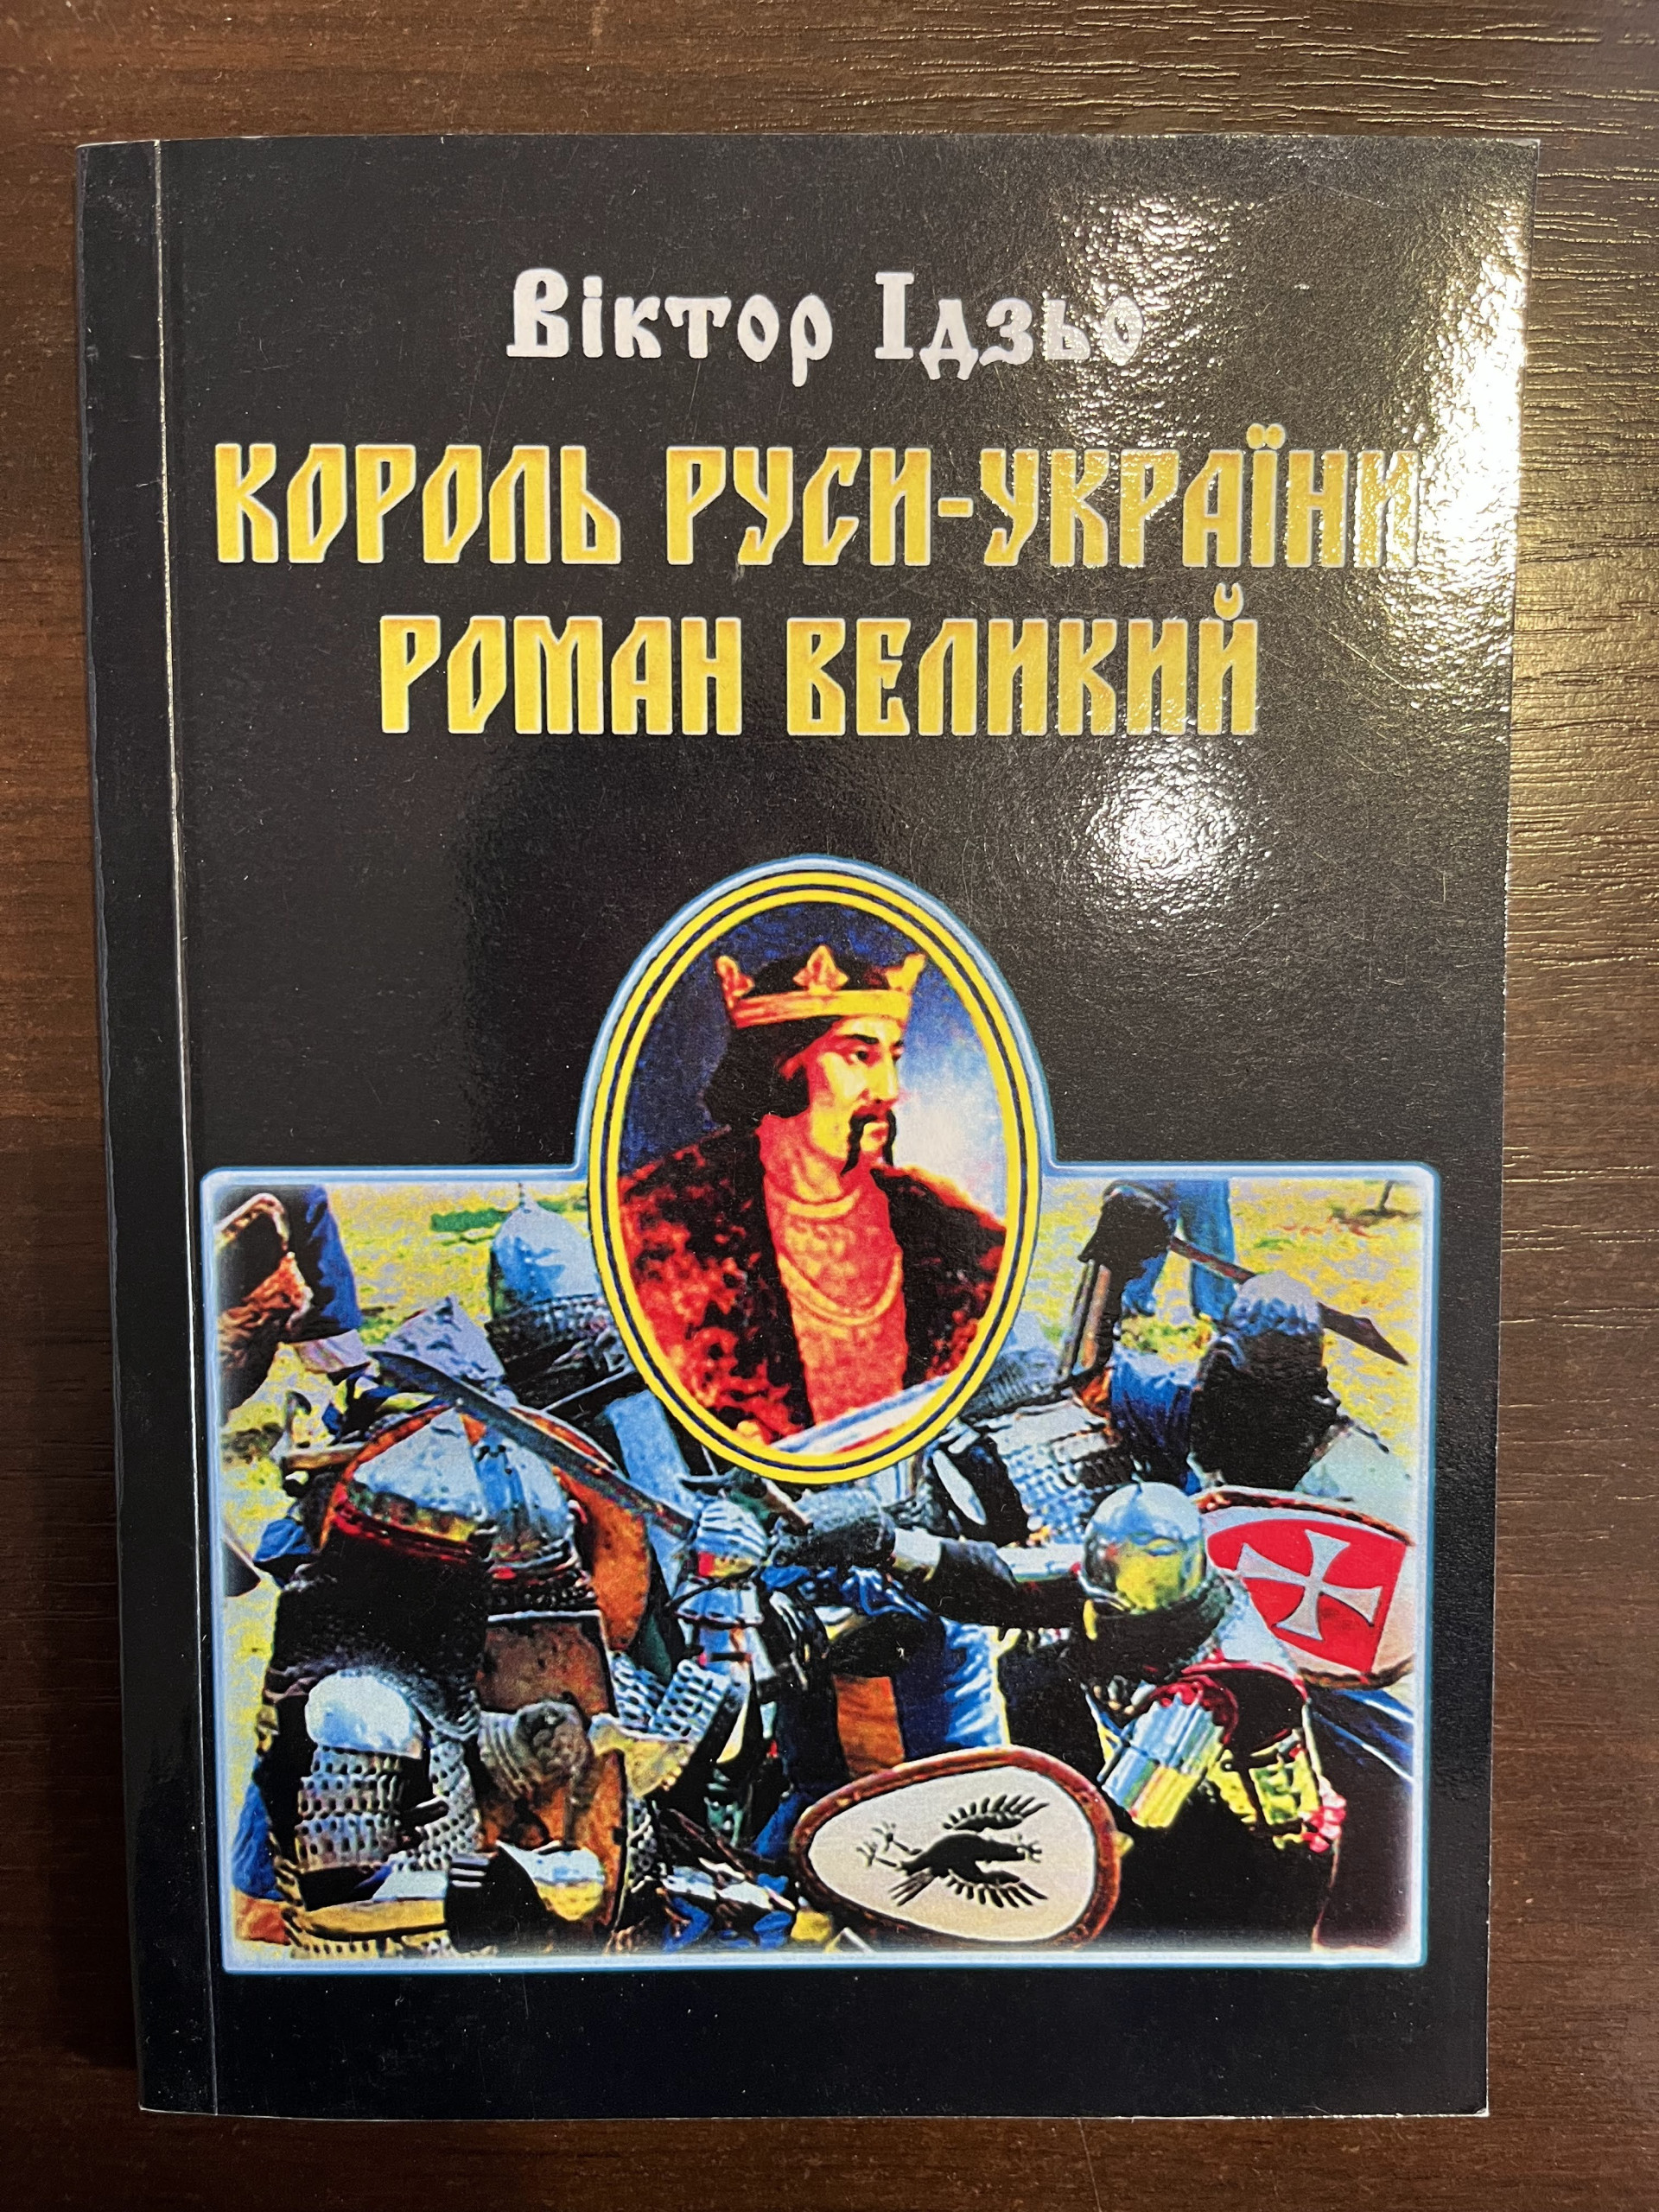 Віктор Ідзьо
КОРОЛЬ РУСИ-УКРАЇНИ
РОМАН ВЕЛИКИЙ